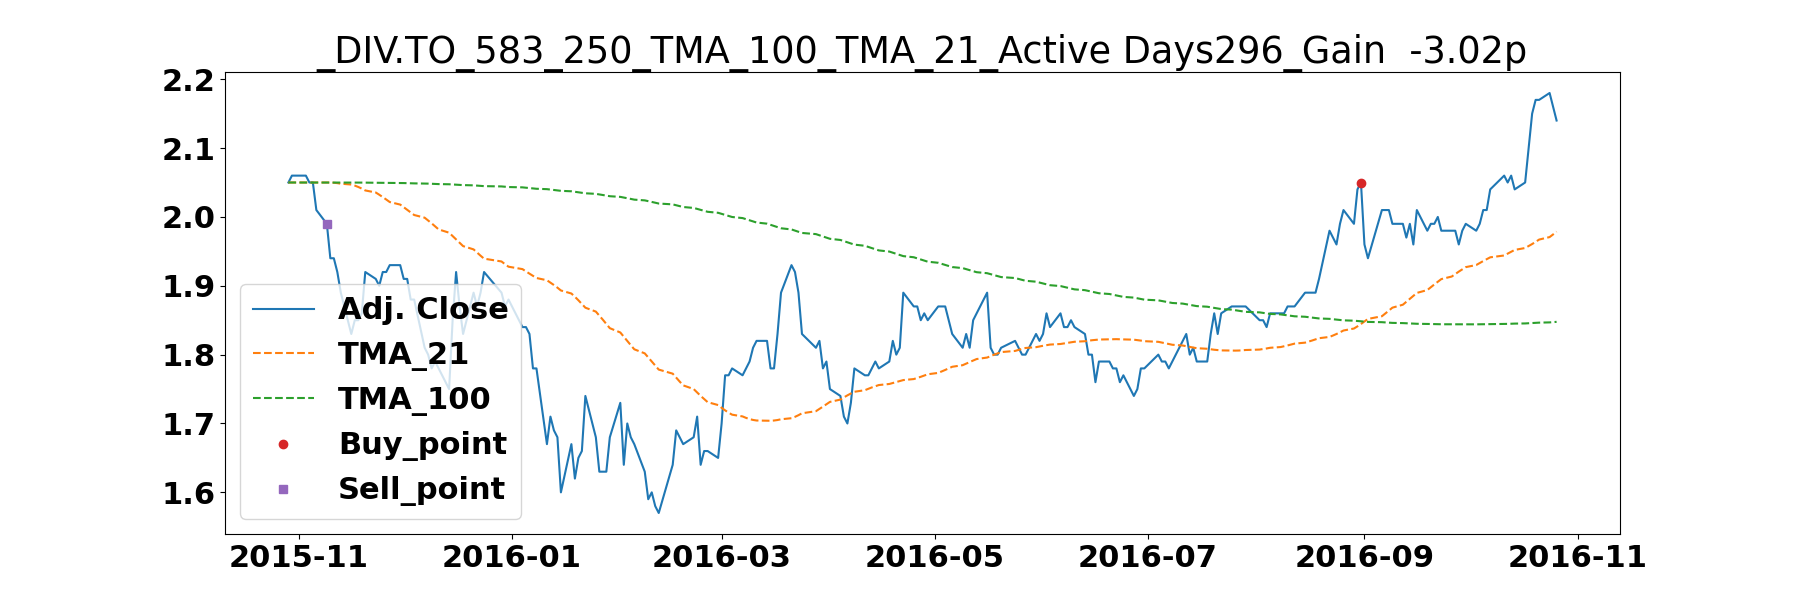 _DIV.TO_583_250_TMA_100_TMA_21_Active Days296_Gain  -3.02p
2.2
2.1
2.0
1.9
1.8
1.7
1.6
Adj. Close
TMA_21
TMA_100
Buy_point
Sell_point
2015-11 2016-01 2016-03 2016-05 2016-07 2016-09 2016-11